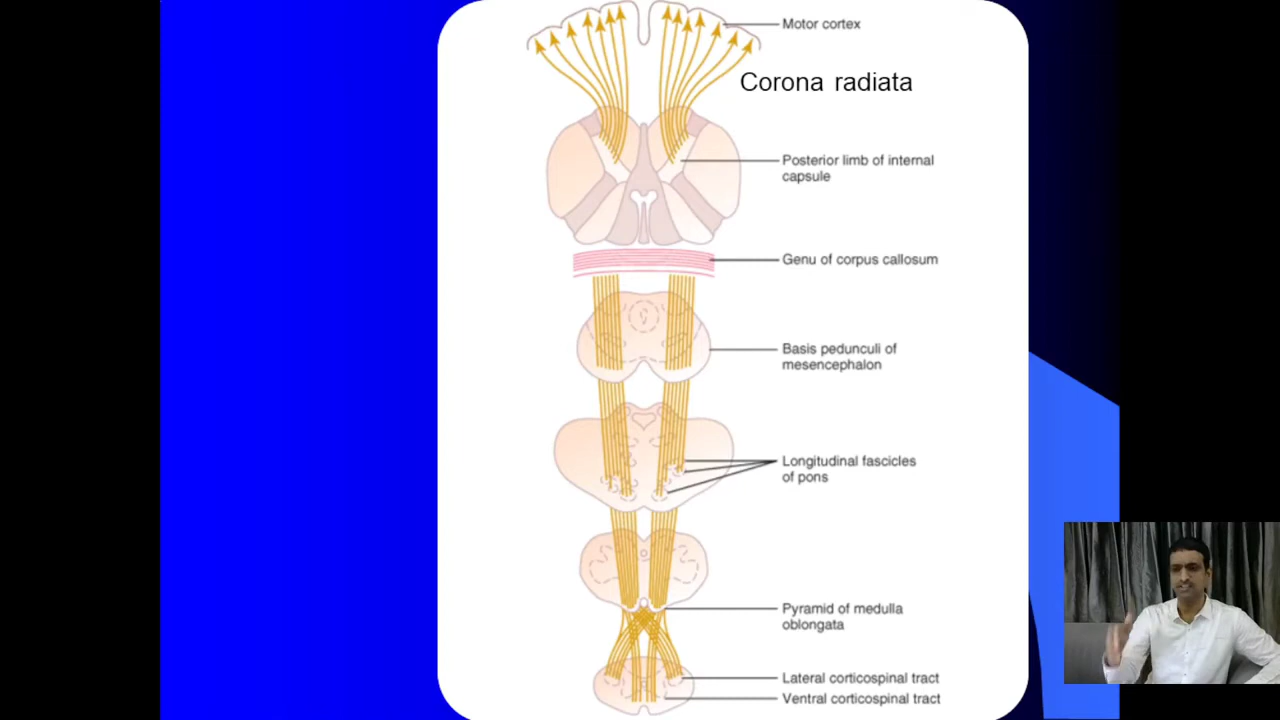 Motor cortex
Corona radiata
Posterior limb of internal
capsule
Genu of corpus callosum
Basis pedunculi of
mesencephalon
Longitudinal fascicles
of pons
Pyramid of medulla
oblongata
Lateral corticospinal tract
Ventral corticospinal tract